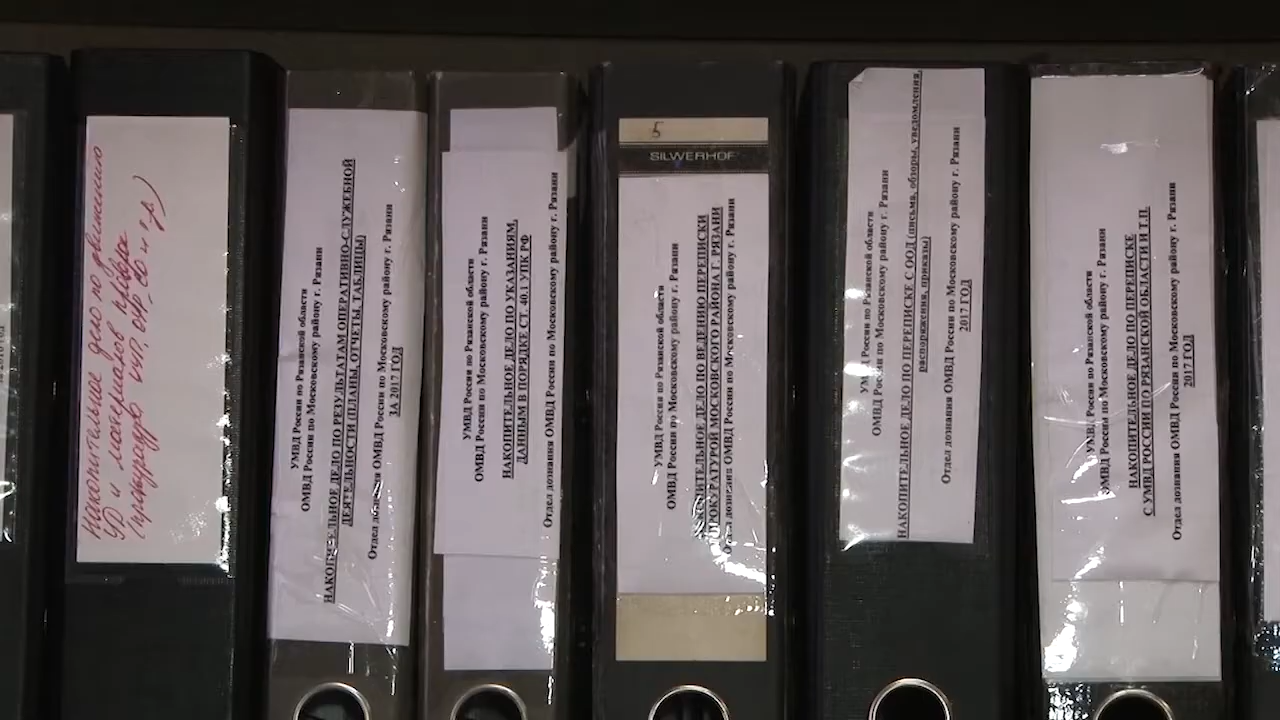 Накопительное дело по движению
УД и материалов
(прокуратура
УМВД России по Рязанской области
ОМВД России по Московскому району г. Рязани
НАКОПИТЕЛЬНОЕ ДЕЛО ПО РЕЗУЛЬТАТАМ ОПЕРАТИВНО-СЛУЖЕБНОЙ
ДЕЯТЕЛЬНОСТИ (ПЛАНЫ, ОТЧЕТЫ, ТАБЛИЦЫ)
Отдел дознания ОМВД России по Московскому району г. Рязани
ЗА 2017 ГОД
УМВД России по Рязанской области
ОМВД России по Московскому району г. Рязани
НАКОПИТЕЛЬНОЕ ДЕЛО ПО УКАЗАНИЯМ,
ДАННЫМ В ПОРЯДКЕ СТ. 40.1 УПК РФ
Отдел дознания ОМВД России по Московскому району г. Рязани
5
SILWERHOF
УМВД России по Рязанской области
ОМВД России по Московскому району г. Рязани
НАКОПИТЕЛЬНОЕ ДЕЛО ПО ВЕДЕНИЮ ПЕРЕПИСКИ
С ПРОКУРАТУРОЙ МОСКОВСКОГО РАЙОНА Г. РЯЗАНИ
Отдел дознания ОМВД России по Московскому району г. Рязани
УМВД России по Рязанской области
ОМВД России по Московскому району г. Рязани
НАКОПИТЕЛЬНОЕ ДЕЛО ПО ПЕРЕПИСКЕ С ООД (письма, обзоры, уведомления,
распоряжения, приказы)
Отдел дознания ОМВД России по Московскому району г. Рязани
2017 ГОД
УМВД России по Рязанской области
ОМВД России по Московскому району г. Рязани
НАКОПИТЕЛЬНОЕ ДЕЛО ПО ПЕРЕПИСКЕ
С УМВД РОССИИ ПО РЯЗАНСКОЙ ОБЛАСТИ И Т.П.
Отдел дознания ОМВД России по Московскому району г. Рязани
2017 ГОД